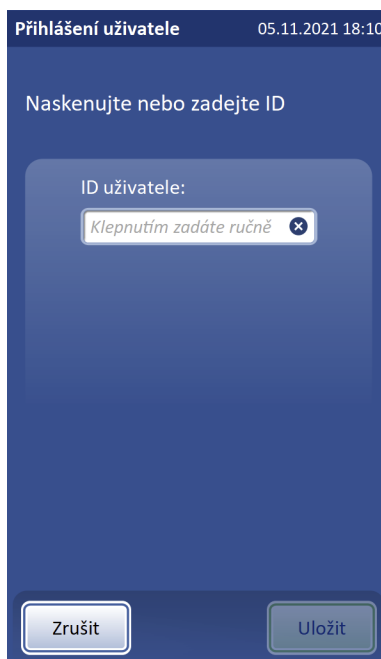 Přihlášení uživatele 05.11.2021 18:10
Naskenujte nebo zadejte ID
ID uživatele:
Klepnutím zadáte ručně
Zrušit Uložit